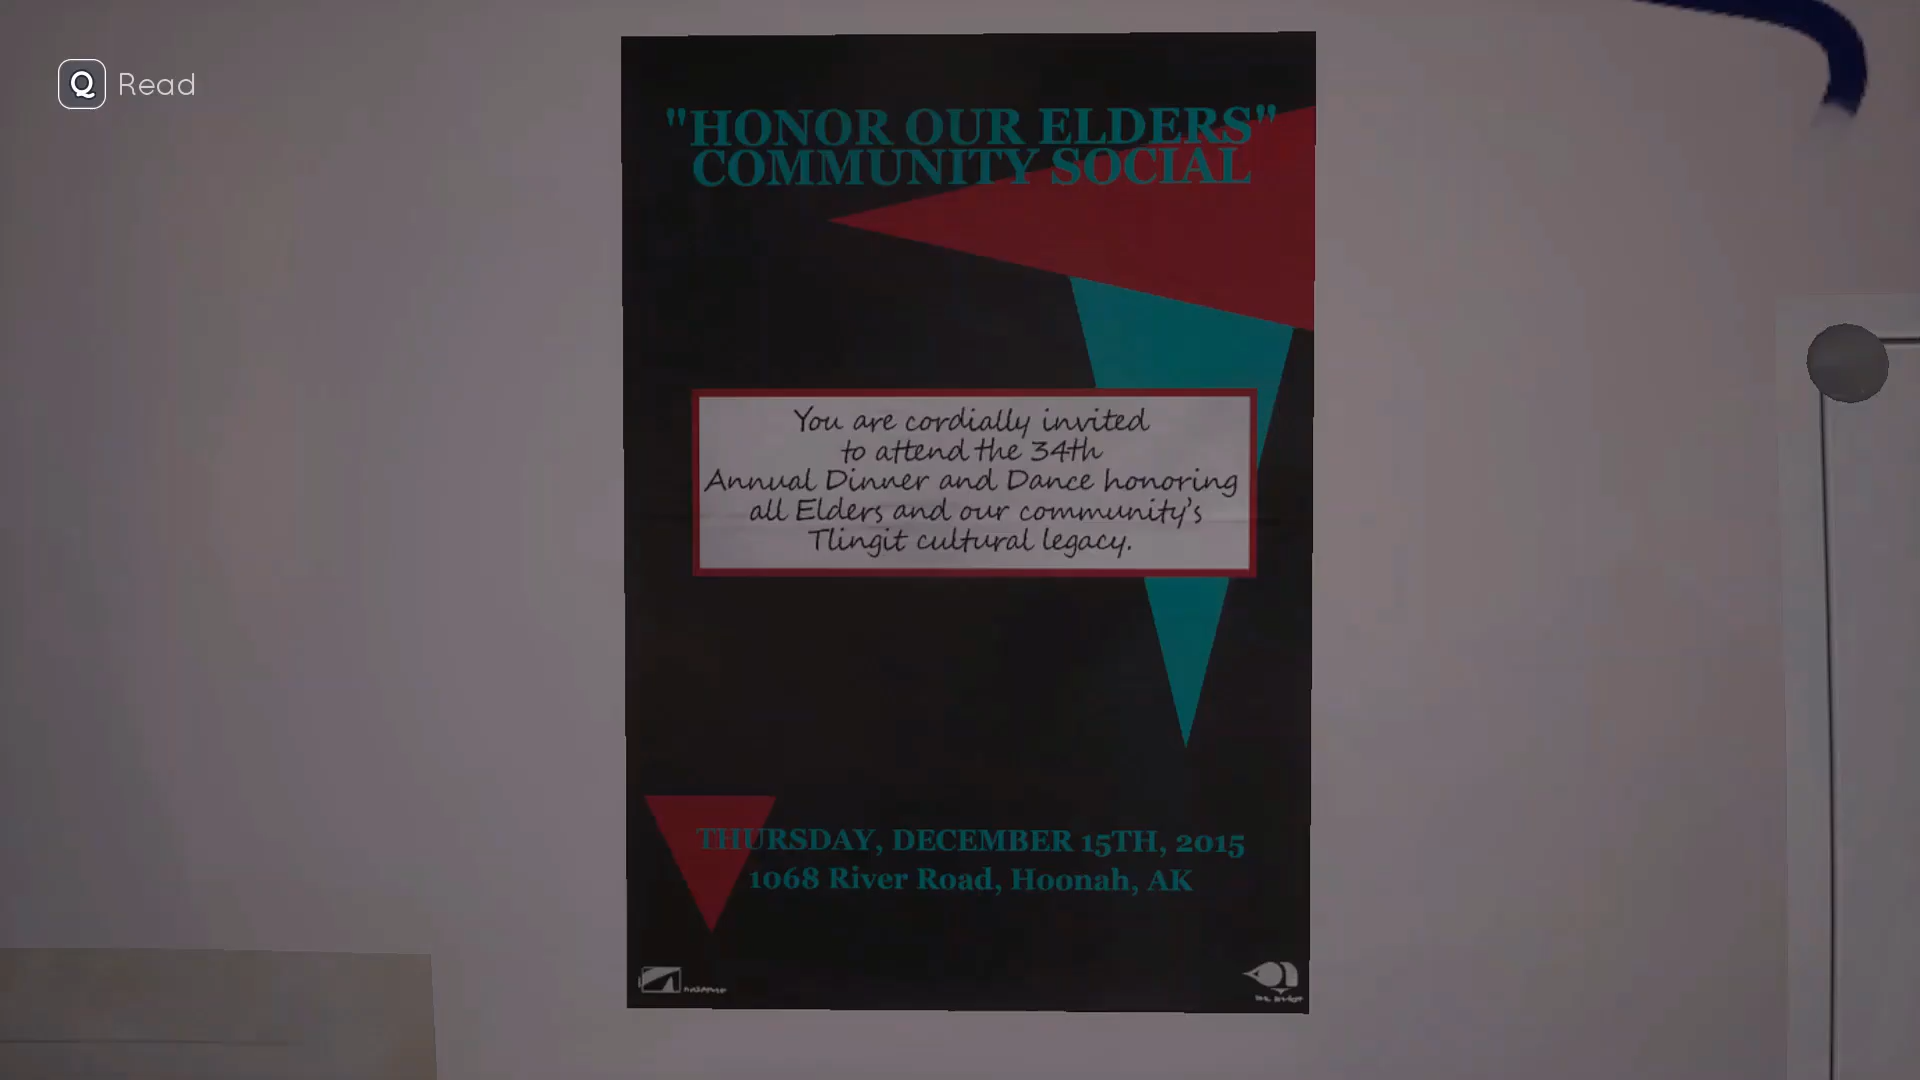 Q Read
"HONOR OUR ELDERS"
COMMUNITY SOCIAL
You are cordially invited
to attend the 34th
Annual Dinner and Dance honoring
all Elders and our community's
Tlingit cultural legacy.
THURSDAY, DECEMBER 15TH, 2015
1068 River Road, Hoonah, AK